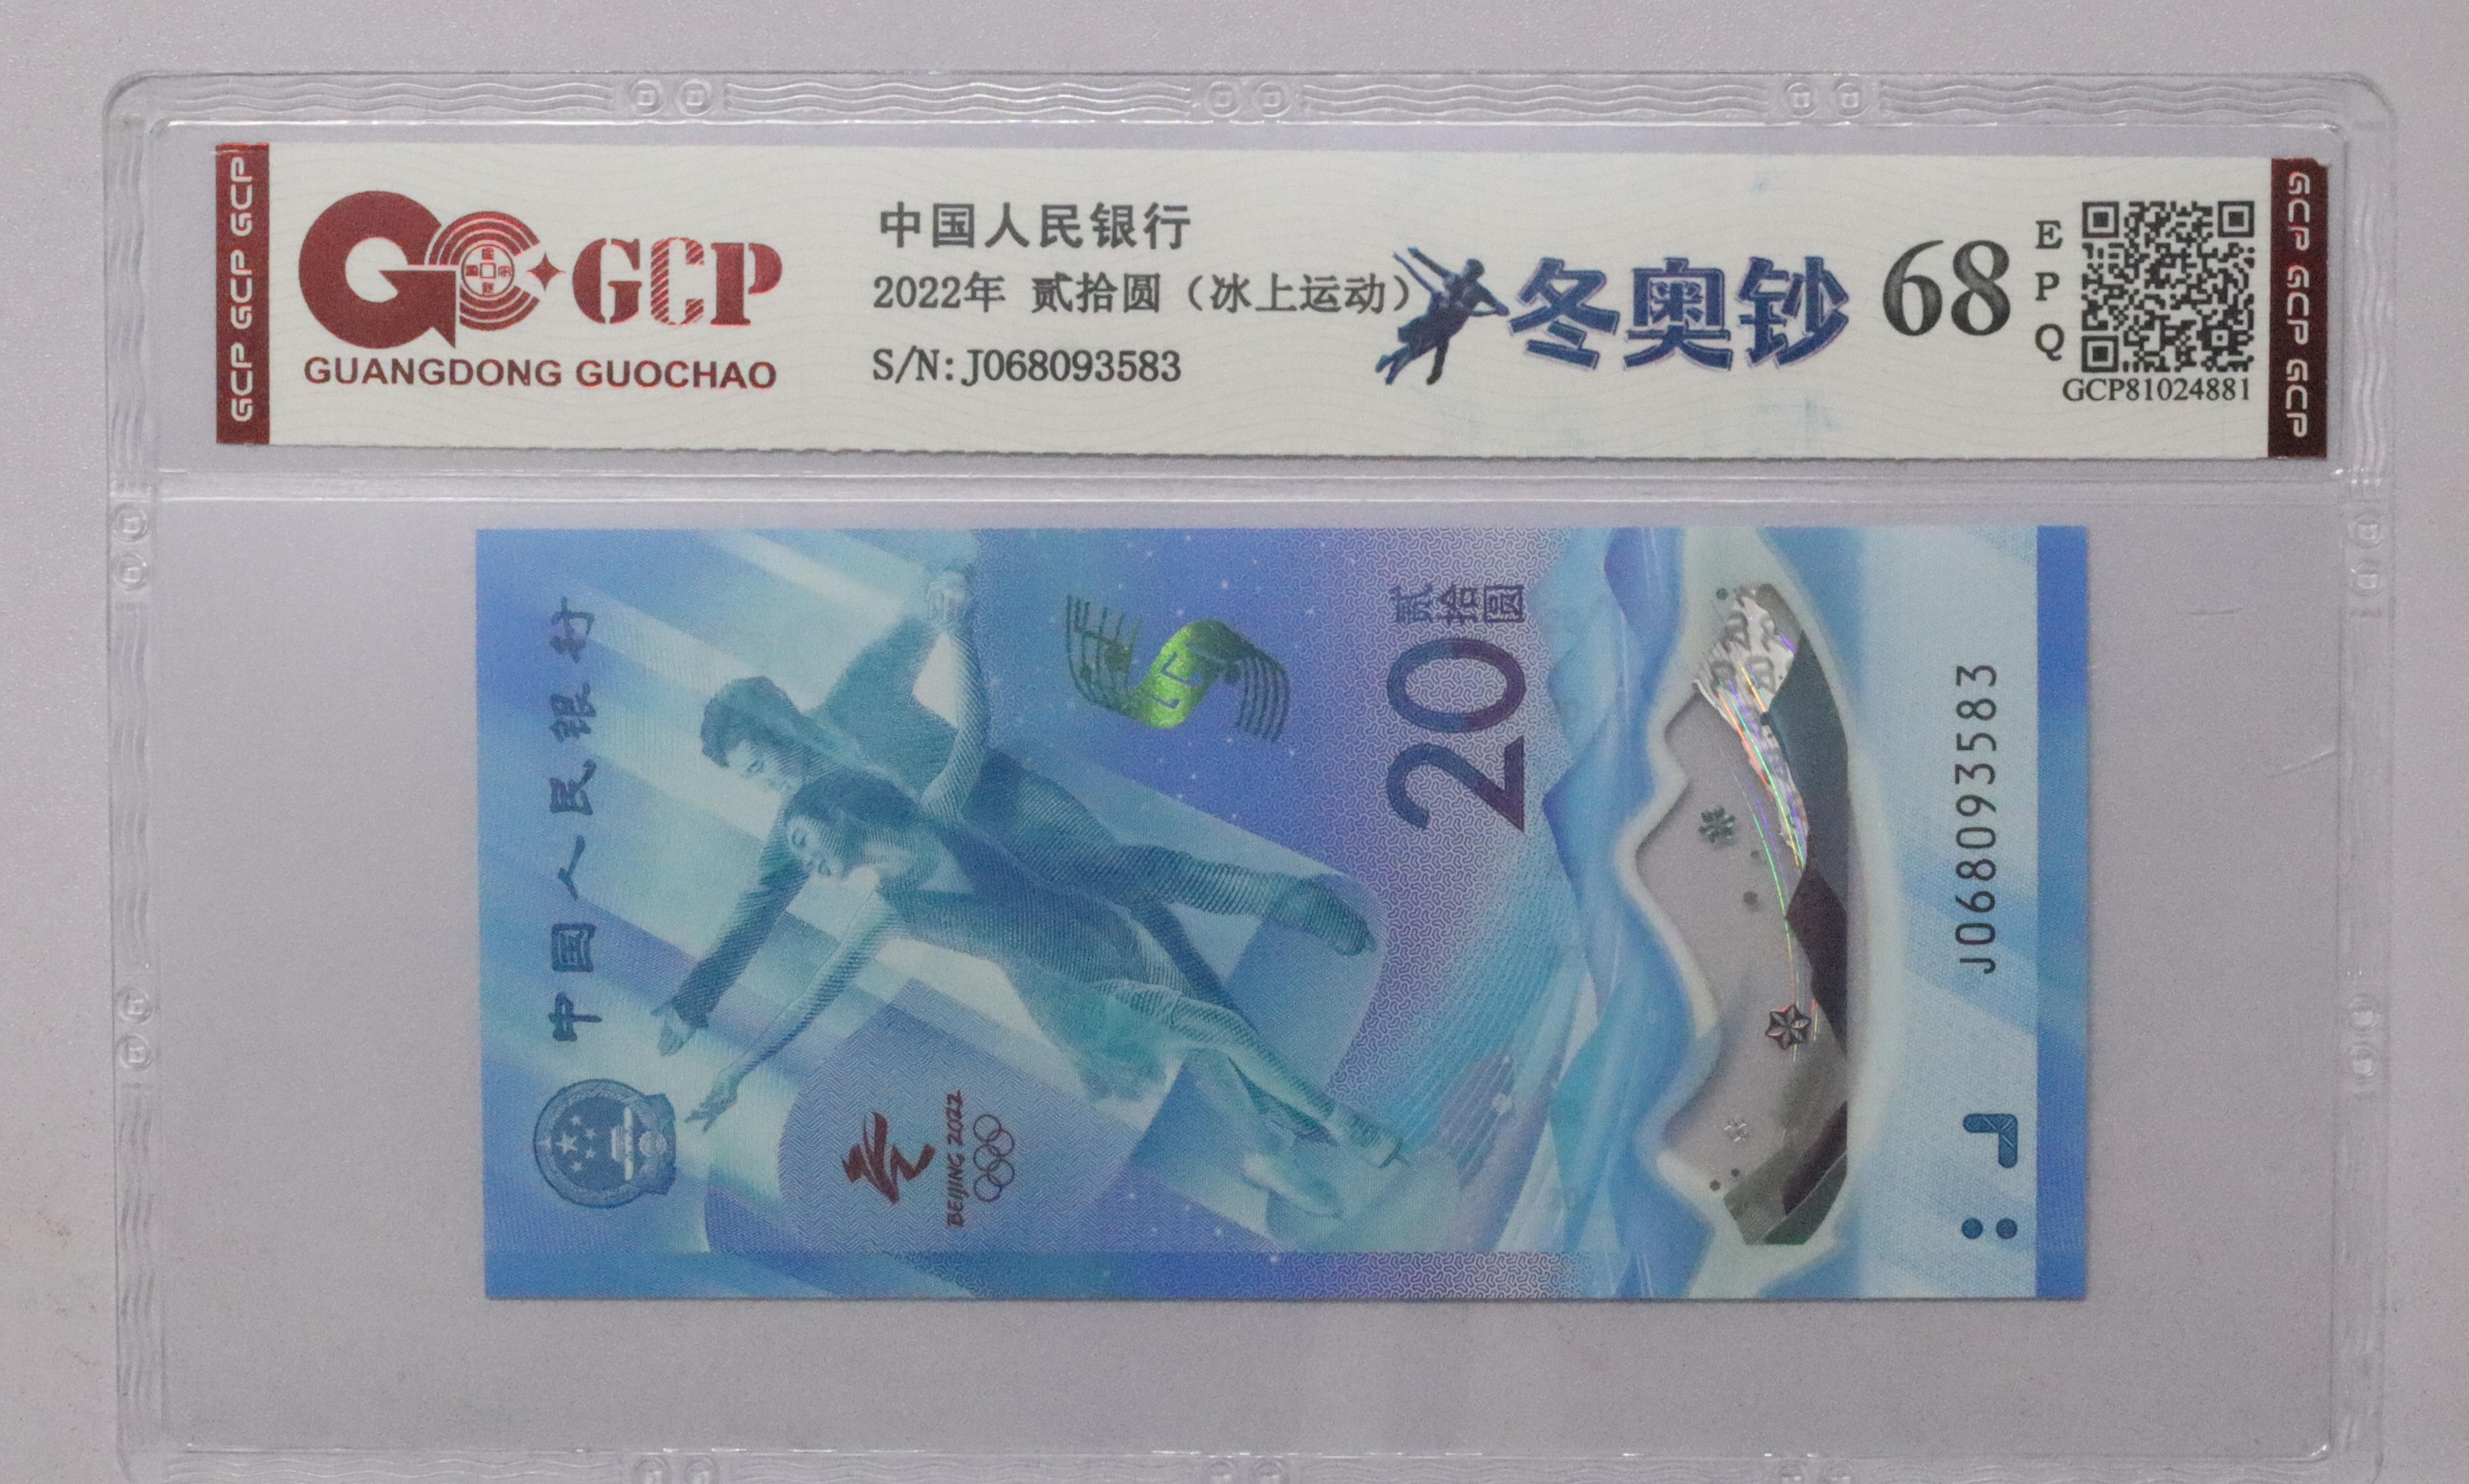 GCP GCP GCP
GCP
GUANGDONG GUOCHAO
中国人民银行
2022年 贰拾圆（冰上运动）
S/N:J068093583
冬奥钞
68
EPQ
GCP81024881
GCP GCP GCP
中国人民银行
BEIJING 2022
贰拾圆
20
J068093583